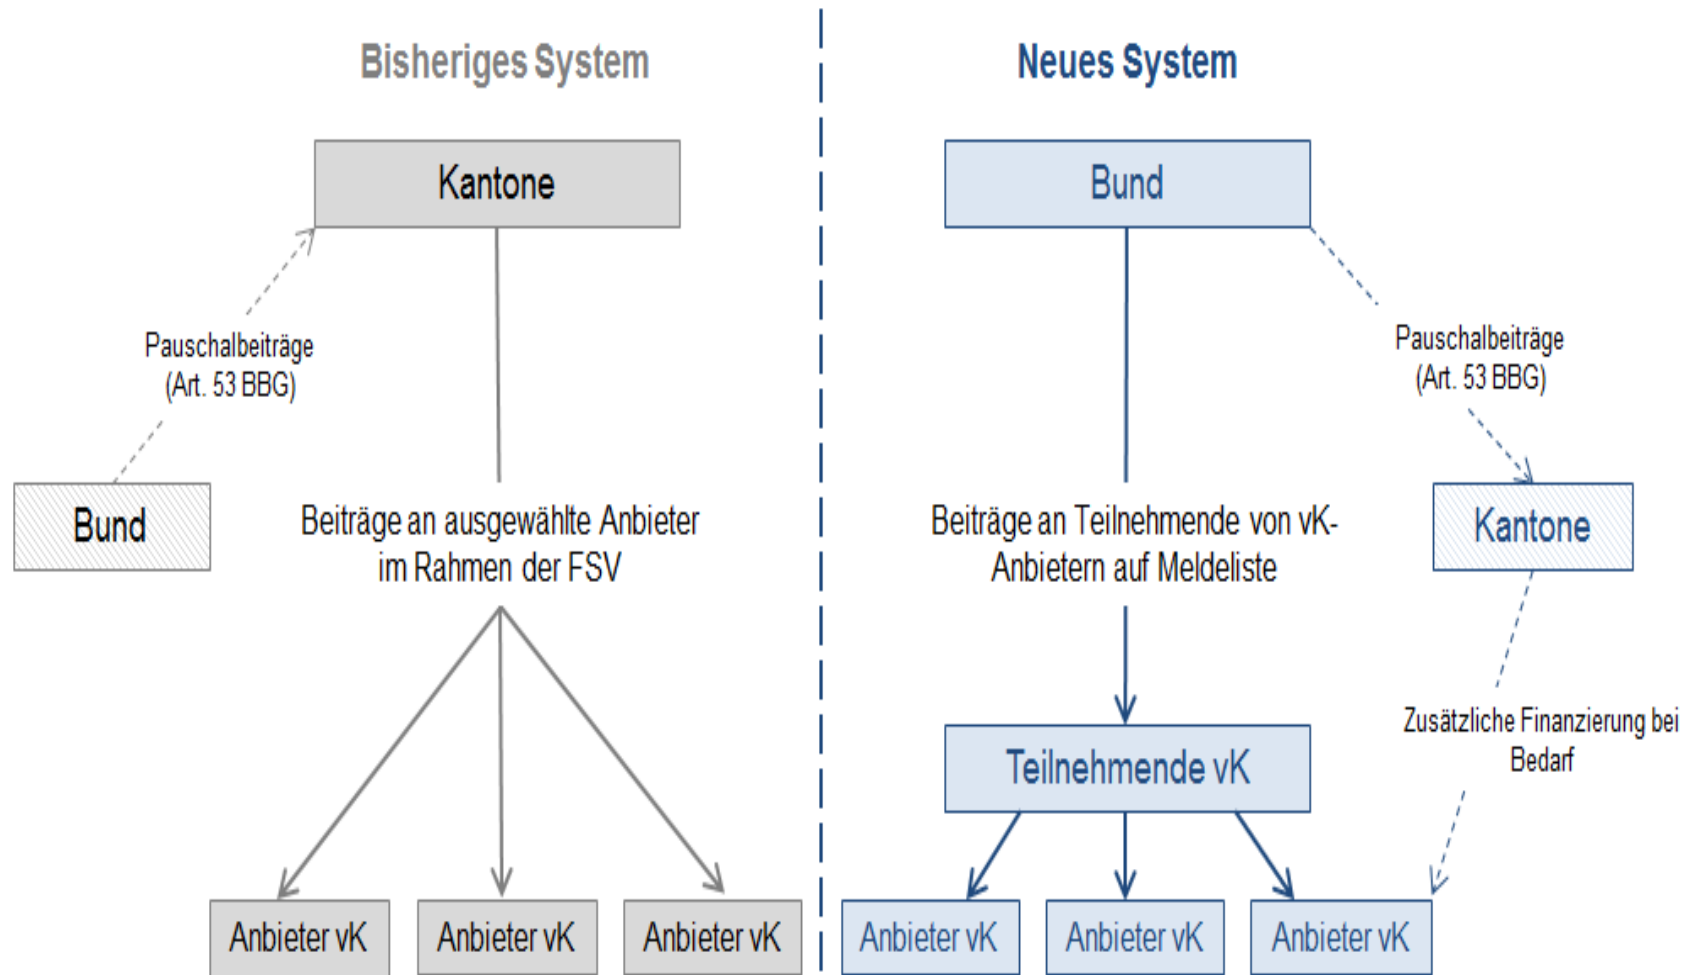 Bisheriges System
Kantone
Pauschalbeiträge
(Art. 53 BBG)
Bund
Beiträge an ausgewählte Anbieter
im Rahmen der FSV
Anbieter vK
Anbieter vK
Anbieter vK
Neues System
Bund
Pauschalbeiträge
(Art. 53 BBG)
Kantone
Beiträge an Teilnehmende von vK-
Anbietern auf Meldeliste
Zusätzliche Finanzierung bei
Bedarf
Teilnehmende vK
Anbieter vK
Anbieter vK
Anbieter vK